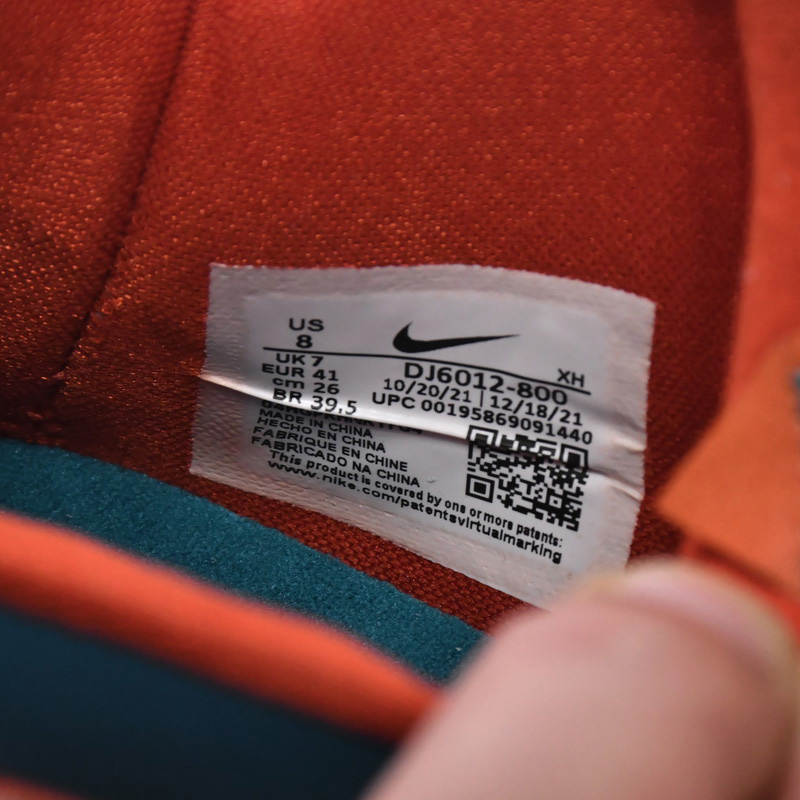 US
8
UK 7
EUR 41
cm 26
BR 39.5
XH
DJ6012-800
10/20/21 | 12/18/21
UPC 00195869091440
MADE IN CHINA
HECHO EN CHINA
FABRIQUE EN CHINE
FABRICADO NA CHINA
This product is covered by one or more patents:
www.nike.com/patentsvirtualmarking